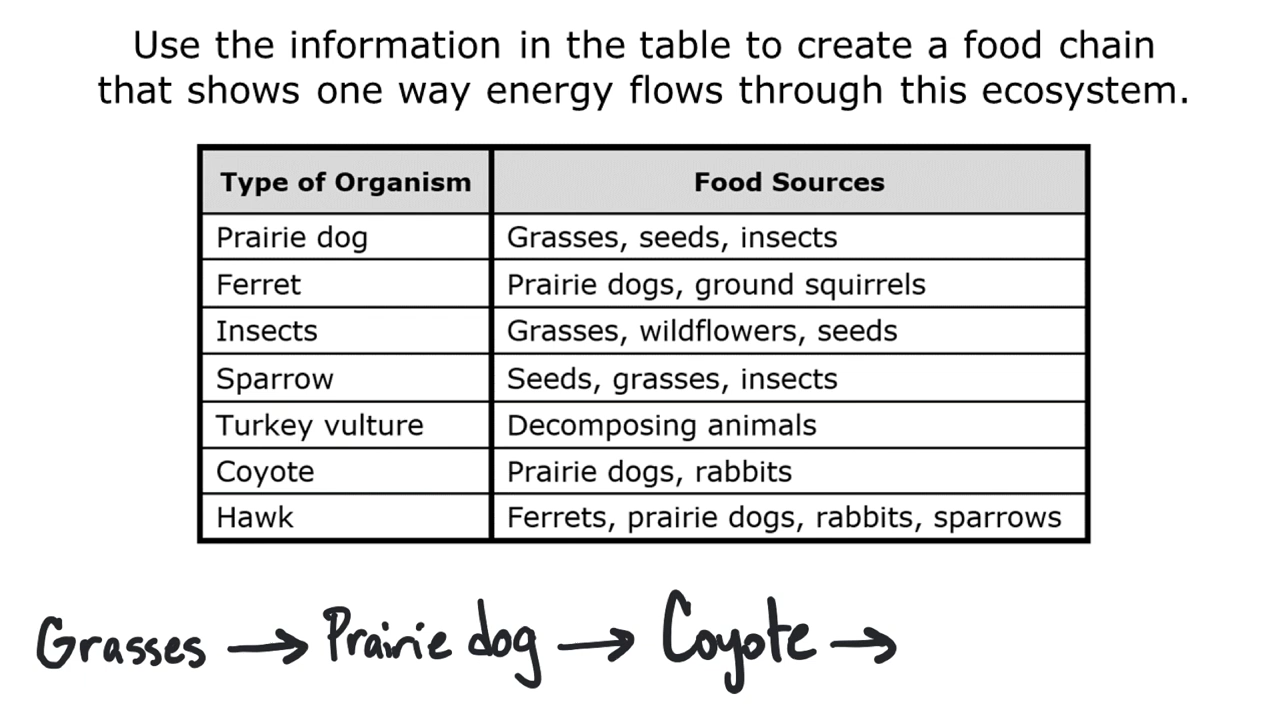 Use the information in the table to create a food chain
that shows one way energy flows through this ecosystem.
Type of Organism Food Sources
Prairie dog Grasses, seeds, insects
Ferret Prairie dogs, ground squirrels
Insects Grasses, wildflowers, seeds
Sparrow Seeds, grasses, insects
Turkey vulture Decomposing animals
Coyote Prairie dogs, rabbits
Hawk Ferrets, prairie dogs, rabbits, sparrows
Grasses → Prairie dog → Coyote →